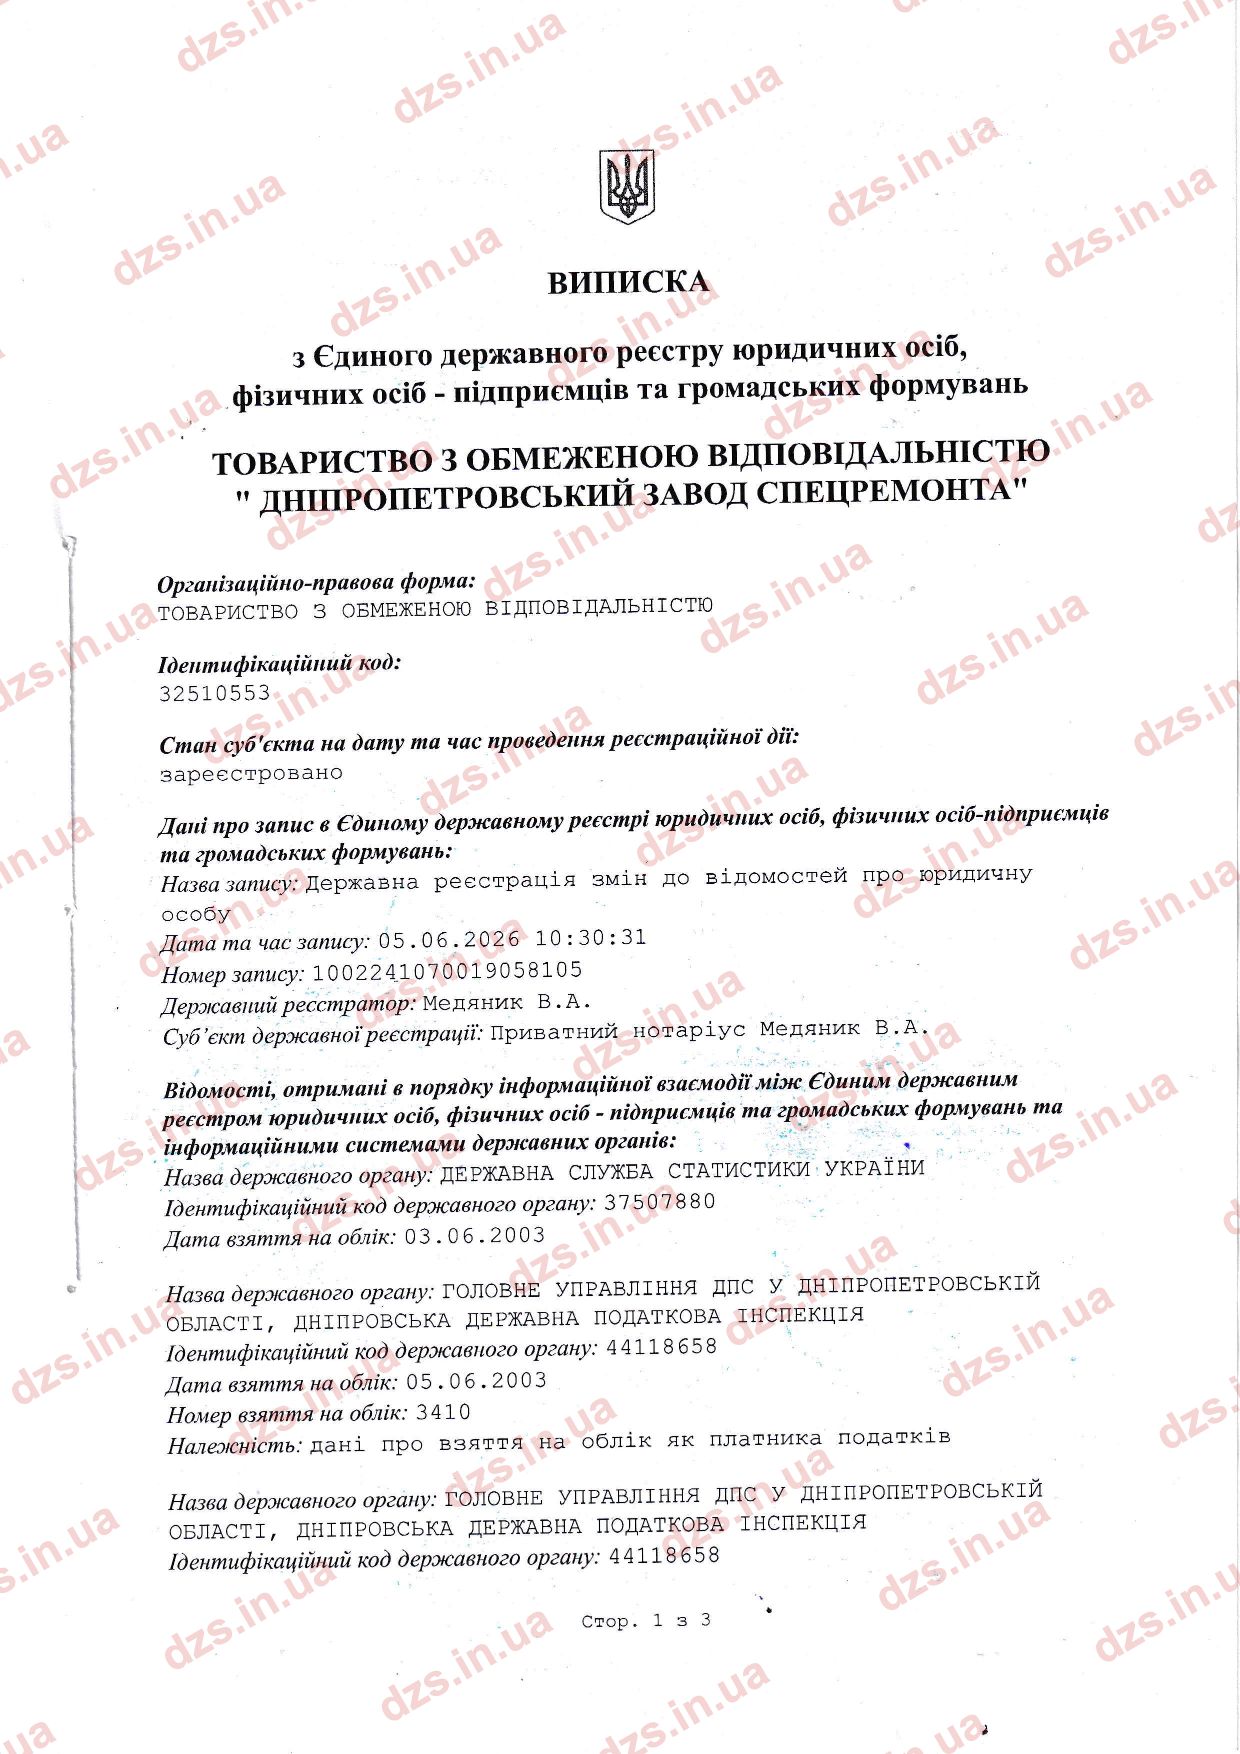 ВИПИСКА
з Єдиного державного реєстру юридичних осіб,
фізичних осіб - підприємців та громадських формувань
ТОВАРИСТВО З ОБМЕЖЕНОЮ ВІДПОВІДАЛЬНІСТЮ
" ДНІПРОПЕТРОВСЬКИЙ ЗАВОД СПЕЦРЕМОНТА"
Організаційно-правова форма:
ТОВАРИСТВО З ОБМЕЖЕНОЮ ВІДПОВІДАЛЬНІСТЮ
Ідентифікаційний код:
32510553
Стан суб'єкта на дату та час проведення реєстраційної дії:
зареєстровано
Дані про запис в Єдиному державному реєстрі юридичних осіб, фізичних осіб-підприємців
та громадських формувань:
Назва запису: Державна реєстрація змін до відомостей про юридичну
особу
Дата та час запису: 05.06.2026 10:30:31
Номер запису: 1002241070019058105
Державний реєстратор: Медяник В.А.
Суб'єкт державної реєстрації: Приватний нотаріус Медяник В.А.
Відомості, отримані в порядку інформаційної взаємодії між Єдиним державним
реєстром юридичних осіб, фізичних осіб - підприємців та громадських формувань та
інформаційними системами державних органів:
Назва державного органу: ДЕРЖАВНА СЛУЖБА СТАТИСТИКИ УКРАЇНИ
Ідентифікаційний код державного органу: 37507880
Дата взяття на облік: 03.06.2003
Назва державного органу: ГОЛОВНЕ УПРАВЛІННЯ ДПС У ДНІПРОПЕТРОВСЬКІЙ
ОБЛАСТІ, ДНІПРОВСЬКА ДЕРЖАВНА ПОДАТКОВА ІНСПЕКЦІЯ
Ідентифікаційний код державного органу: 44118658
Дата взяття на облік: 05.06.2003
Номер взяття на облік: 3410
Належність: дані про взяття на облік як платника податків
Назва державного органу: ГОЛОВНЕ УПРАВЛІННЯ ДПС У ДНІПРОПЕТРОВСЬКІЙ
ОБЛАСТІ, ДНІПРОВСЬКА ДЕРЖАВНА ПОДАТКОВА ІНСПЕКЦІЯ
Ідентифікаційний код державного органу: 44118658
Стор. 1 з 3
dzs.in.ua